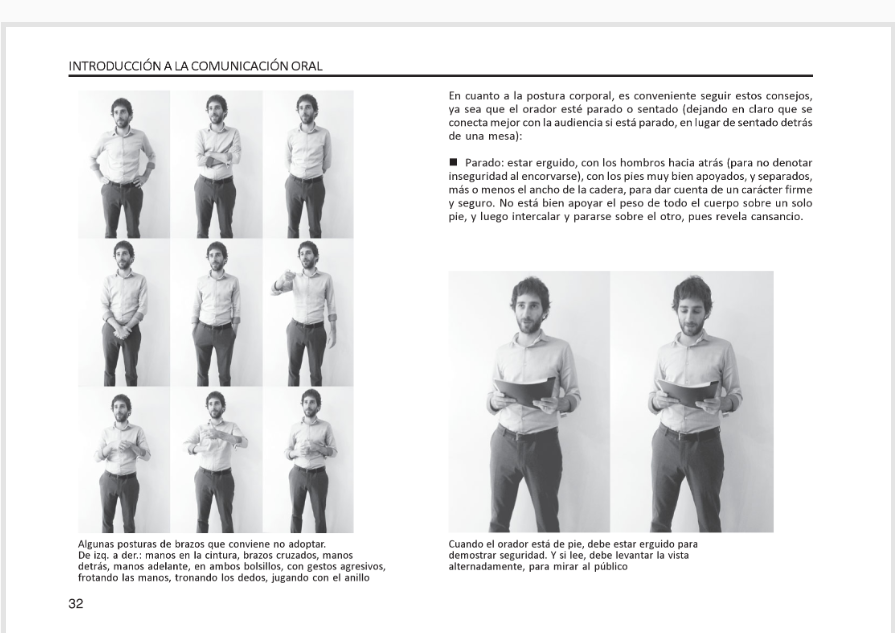 INTRODUCCIÓN A LA COMUNICACIÓN ORAL
Algunas posturas de brazos que conviene no adoptar.
De izq. a der.: manos en la cintura, brazos cruzados, manos
detrás, manos adelante, en ambos bolsillos, con gestos agresivos,
frotando las manos, tronando los dedos, jugando con el anillo
En cuanto a la postura corporal, es conveniente seguir estos consejos,
ya sea que el orador esté parado o sentado (dejando en claro que se
conecta mejor con la audiencia si está parado, en lugar de sentado detrás
de una mesa):
■ Parado: estar erguido, con los hombros hacia atrás (para no denotar
inseguridad al encorvarse), con los pies muy bien apoyados, y separados,
más o menos el ancho de la cadera, para dar cuenta de un carácter firme
y seguro. No está bien apoyar el peso de todo el cuerpo sobre un solo
pie, y luego intercalar y pararse sobre el otro, pues revela cansancio.
Cuando el orador está de pie, debe estar erguido para
demostrar seguridad. Y si lee, debe levantar la vista
alternadamente, para mirar al público
32